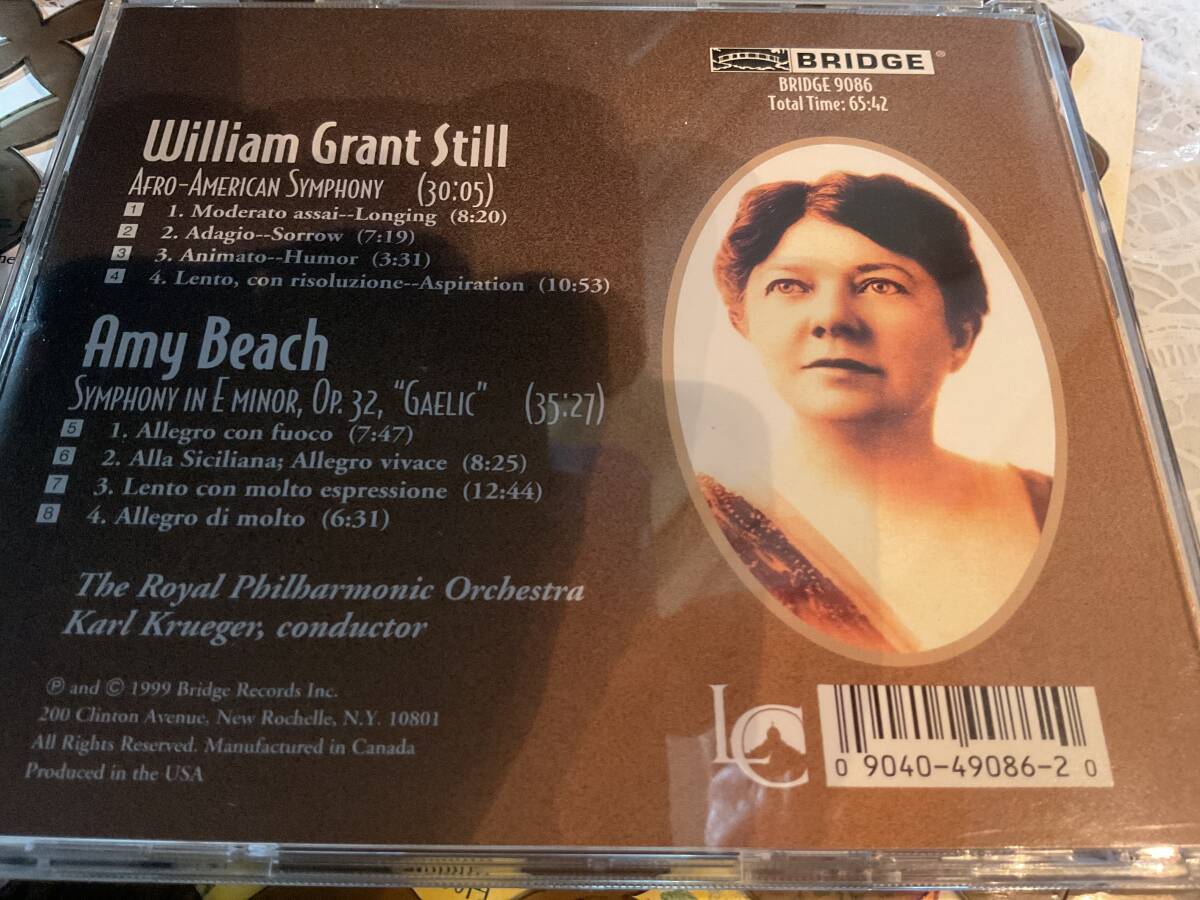 BRIDGE®
BRIDGE 9086
Total Time: 65:42
William Grant Still
AFRO-AMERICAN SYMPHONY (30:05)
1 1. Moderato assai--Longing (8:20)
2 2. Adagio--Sorrow (7:19)
3 3. Animato--Humor (3:31)
4 4. Lento, con risoluzione--Aspiration (10:53)
Amy Beach
SYMPHONY IN E MINOR, OP. 32, "GAELIC" (35:27)
5 1. Allegro con fuoco (7:47)
6 2. Alla Siciliana; Allegro vivace (8:25)
7 3. Lento con molto espressione (12:44)
8 4. Allegro di molto (6:31)
The Royal Philharmonic Orchestra
Karl Krueger, conductor
℗ and © 1999 Bridge Records Inc.
200 Clinton Avenue, New Rochelle, N.Y. 10801
All Rights Reserved. Manufactured in Canada
Produced in the USA
LC
0 9040-49086-2 0